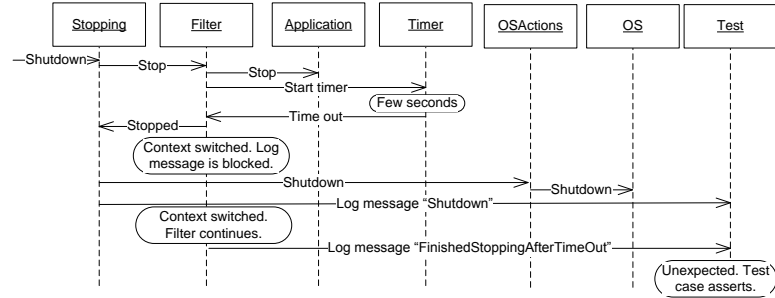 Stopping Filter Application Timer OSActions OS Test
Shutdown
Stop
Stop
Start timer
Few seconds
Time out
Stopped
Context switched. Log
message is blocked.
Shutdown
Shutdown
Log message “Shutdown”
Context switched.
Filter continues.
Log message “FinishedStoppingAfterTimeOut”
Unexpected. Test
case asserts.